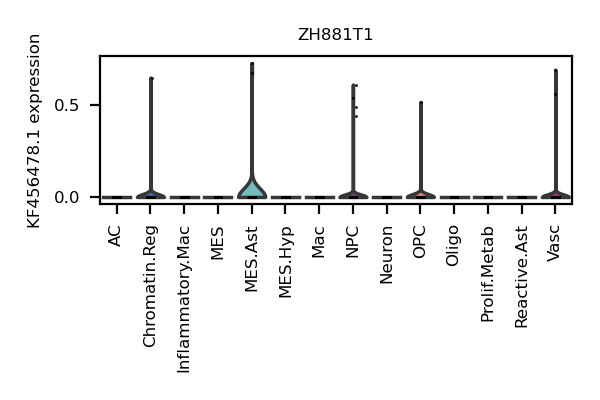 ZH881T1
KF456478.1 expression
0.5
0.0
AC
Chromatin.Reg
Inflammatory.Mac
MES
MES.Ast
MES.Hyp
Mac
NPC
Neuron
OPC
Oligo
Prolif.Metab
Reactive.Ast
Vasc